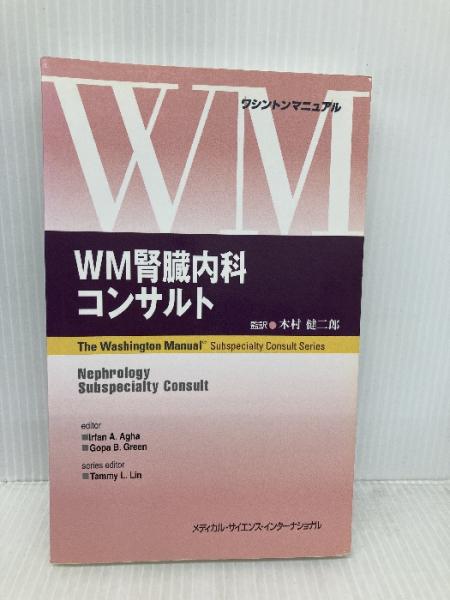 WM
ワシントンマニュアル
WM腎臓内科
コンサルト
監訳●木村 健二郎
The Washington Manual® Subspecialty Consult Series
Nephrology
Subspecialty Consult
editor
■Irfan A. Agha
■Gopa B. Green
series editor
■Tammy L. Lin
メディカル・サイエンス・インターナショナル